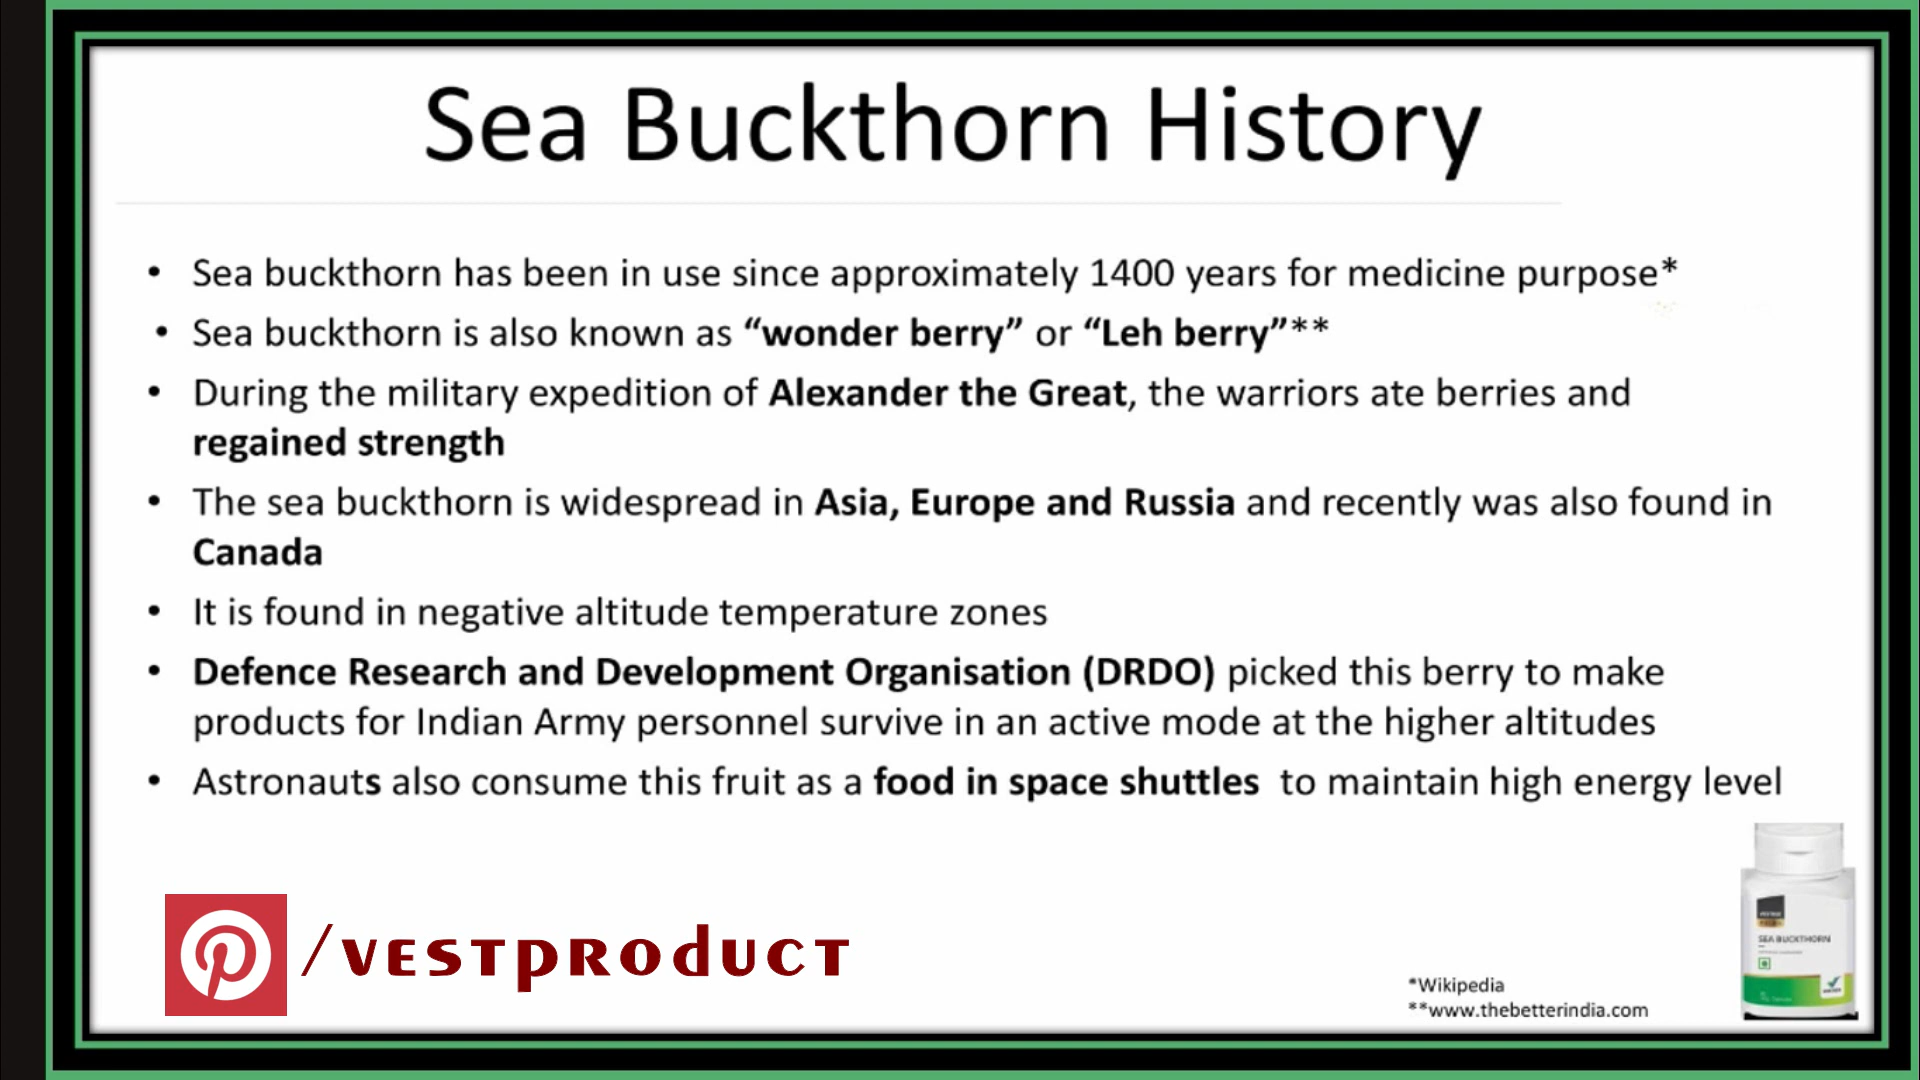 Sea Buckthorn History
• Sea buckthorn has been in use since approximately 1400 years for medicine purpose*
• Sea buckthorn is also known as “wonder berry” or “Leh berry”**
• During the military expedition of Alexander the Great, the warriors ate berries and
regained strength
• The sea buckthorn is widespread in Asia, Europe and Russia and recently was also found in
Canada
• It is found in negative altitude temperature zones
• Defence Research and Development Organisation (DRDO) picked this berry to make
products for Indian Army personnel survive in an active mode at the higher altitudes
• Astronauts also consume this fruit as a food in space shuttles to maintain high energy level
/vestproduct
*Wikipedia
**www.thebetterindia.com
SEA BUCKTHORN